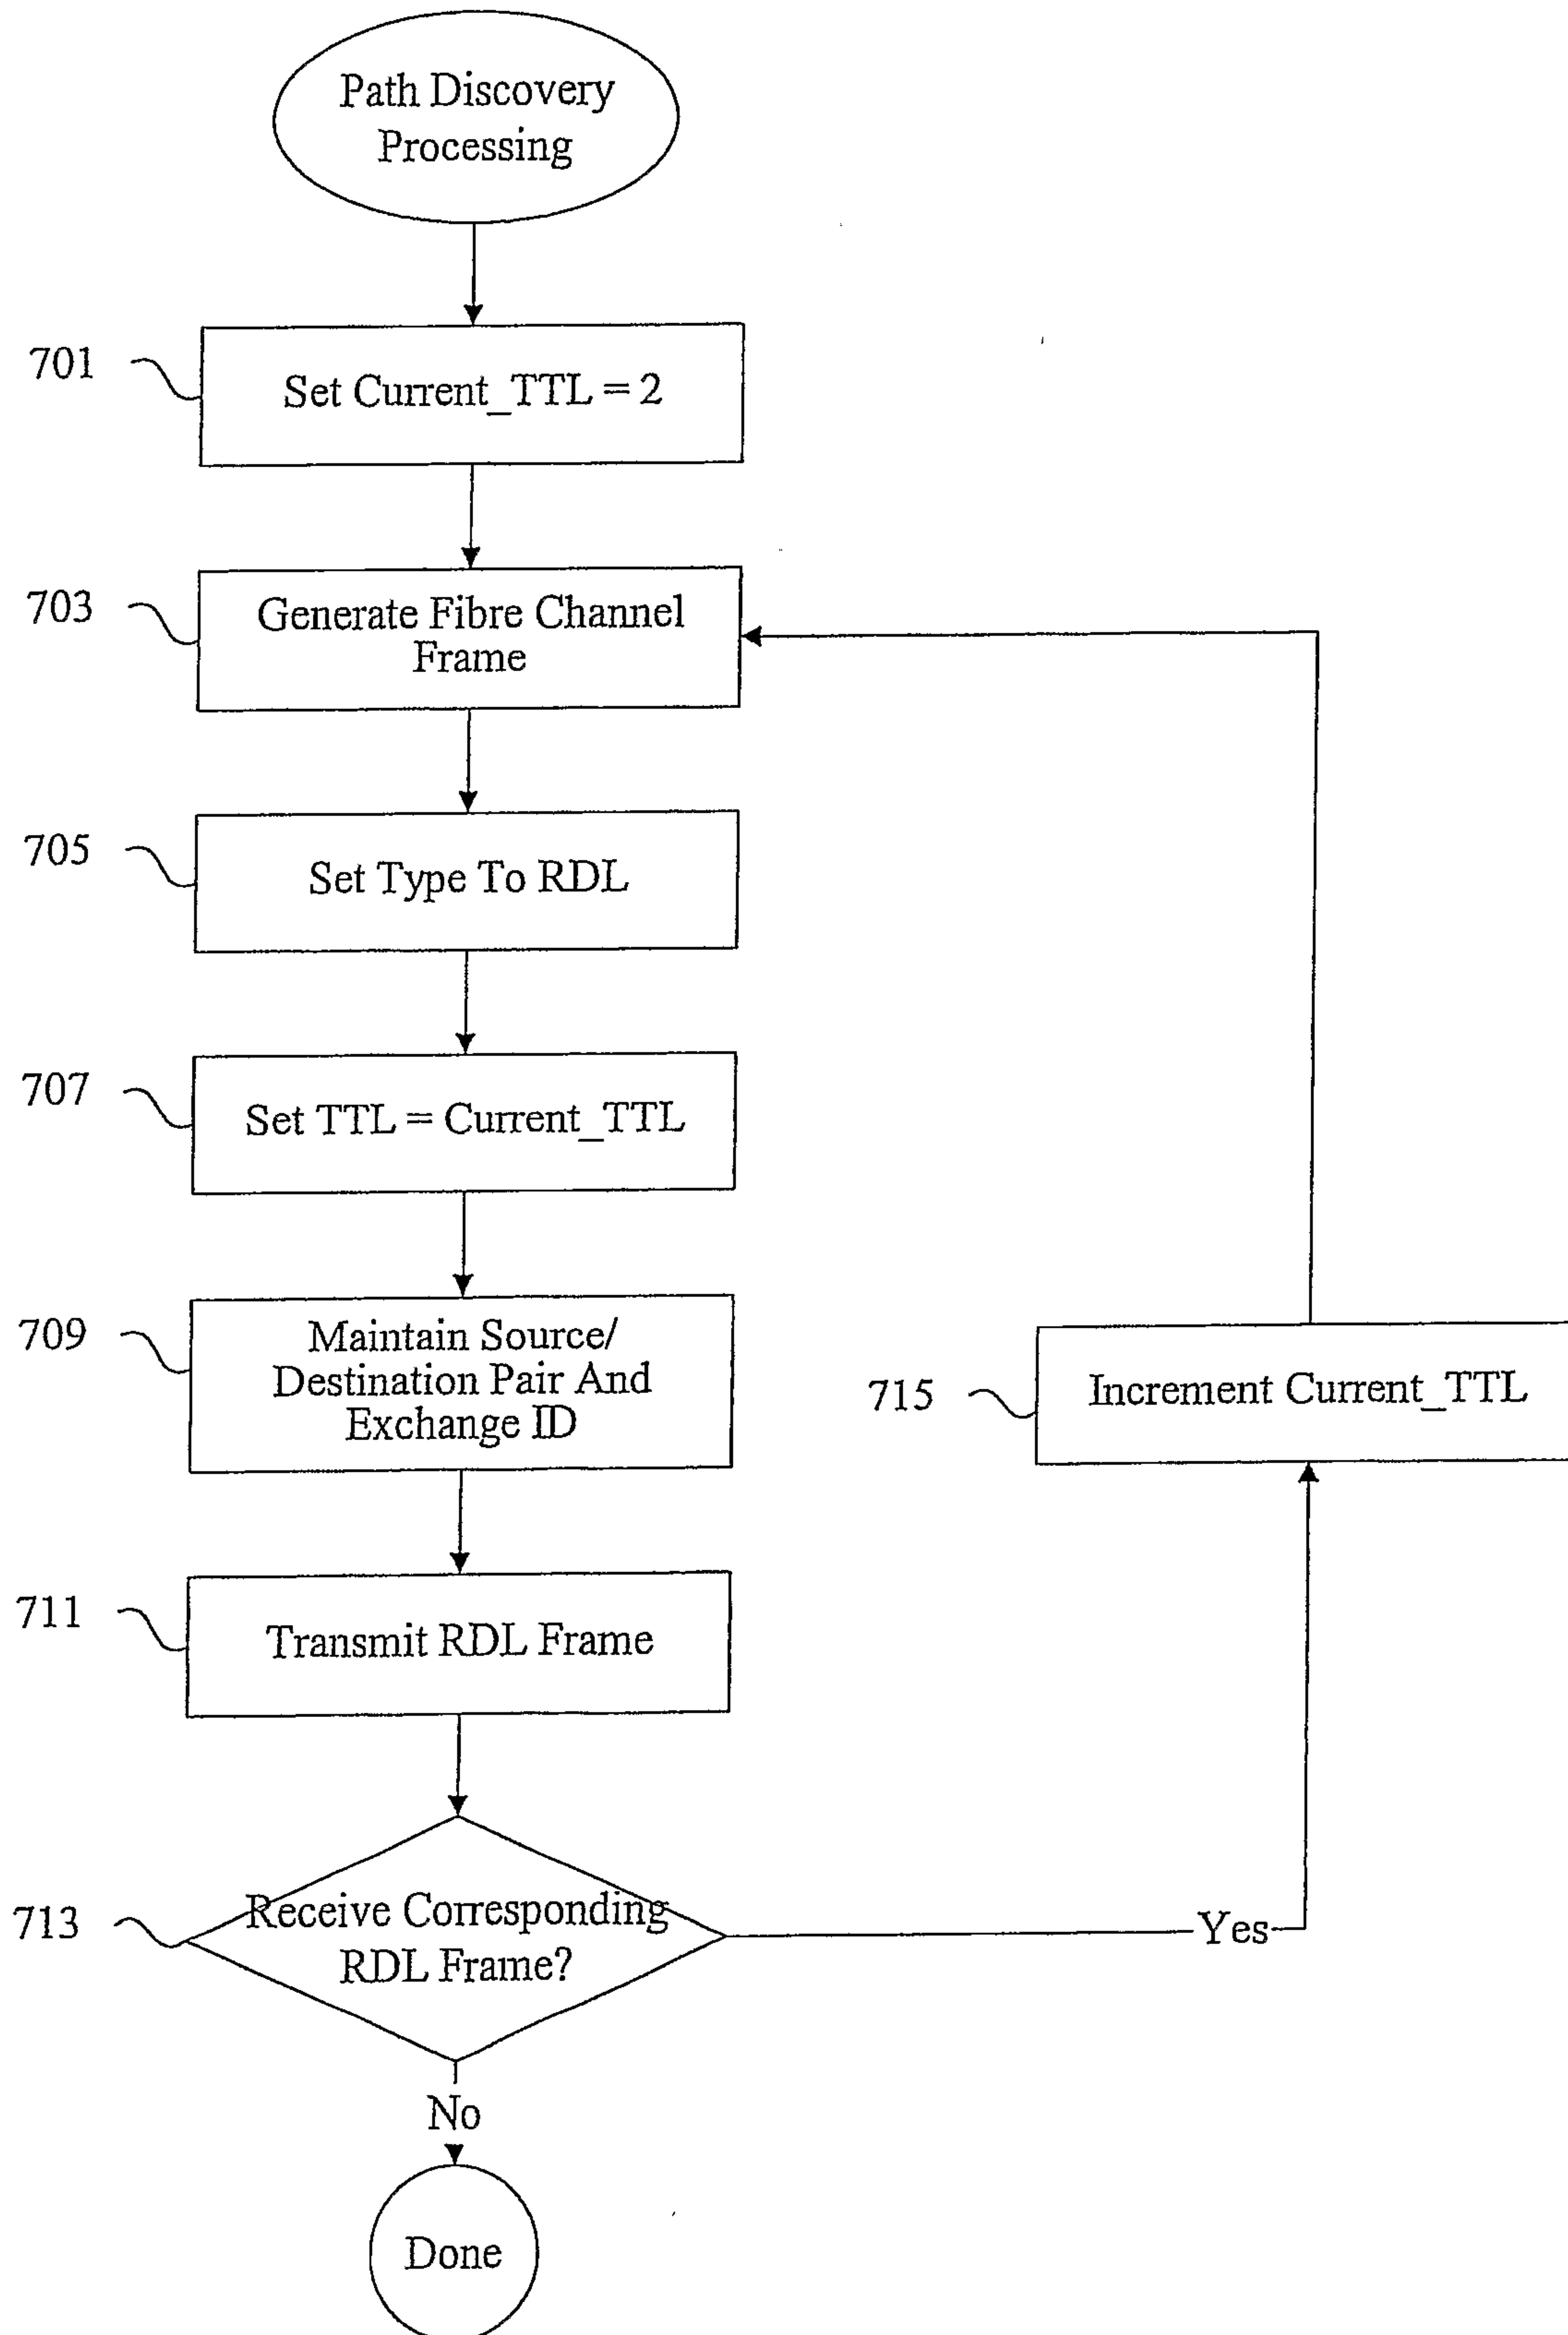 Path Discovery
Processing
701
Set Current_TTL = 2
703
Generate Fibre Channel
Frame
705
Set Type To RDL
707
Set TTL = Current_TTL
709
Maintain Source/
Destination Pair And
Exchange ID
715
Increment Current_TTL
711
Transmit RDL Frame
713
Receive Corresponding
RDL Frame?
Yes
No
Done